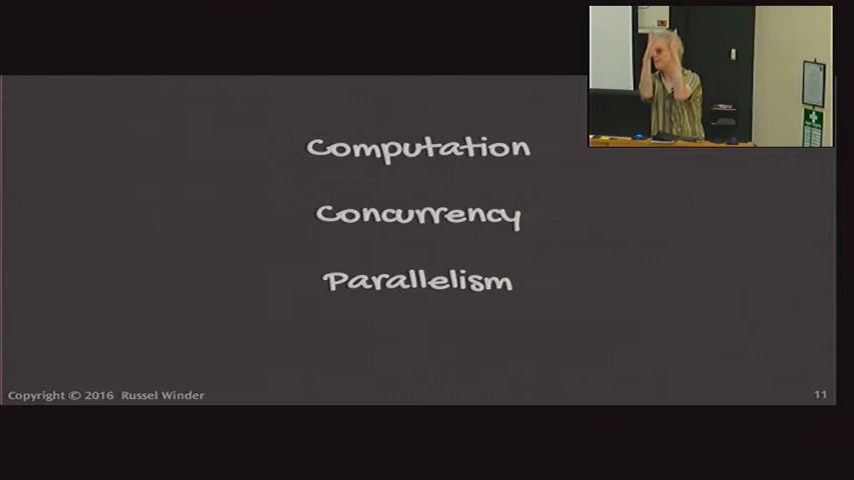 Computation
Concurrency
Parallelism
Copyright © 2016 Russel Winder
11